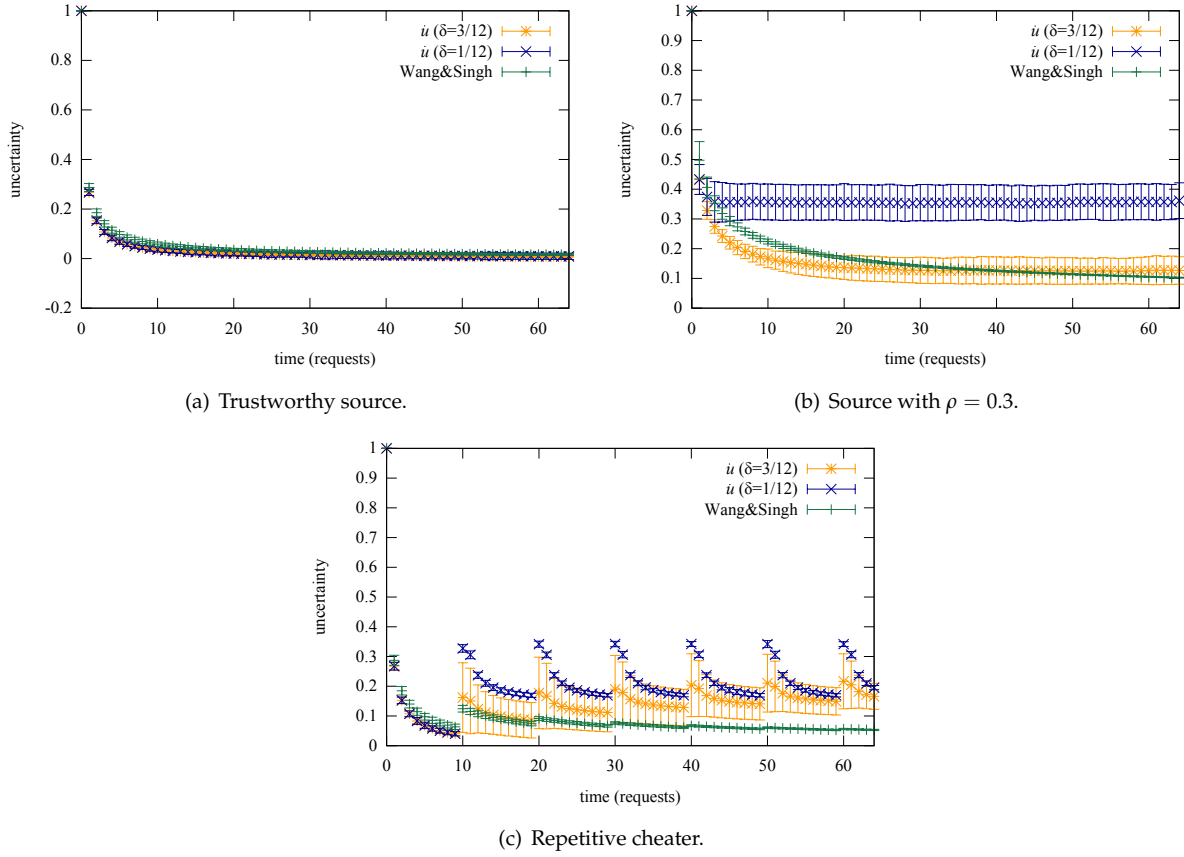 1
0.8
0.6
0.4
0.2
0
-0.2
0 10 20 30 40 50 60
uncertainty
time (requests)
u̇ (δ=3/12)
u̇ (δ=1/12)
Wang&Singh
(a) Trustworthy source.
1
0.9
0.8
0.7
0.6
0.5
0.4
0.3
0.2
0.1
0
0 10 20 30 40 50 60
uncertainty
time (requests)
u̇ (δ=3/12)
u̇ (δ=1/12)
Wang&Singh
(b) Source with ρ = 0.3.
1
0.9
0.8
0.7
0.6
0.5
0.4
0.3
0.2
0.1
0
0 10 20 30 40 50 60
uncertainty
time (requests)
u̇ (δ=3/12)
u̇ (δ=1/12)
Wang&Singh
(c) Repetitive cheater.